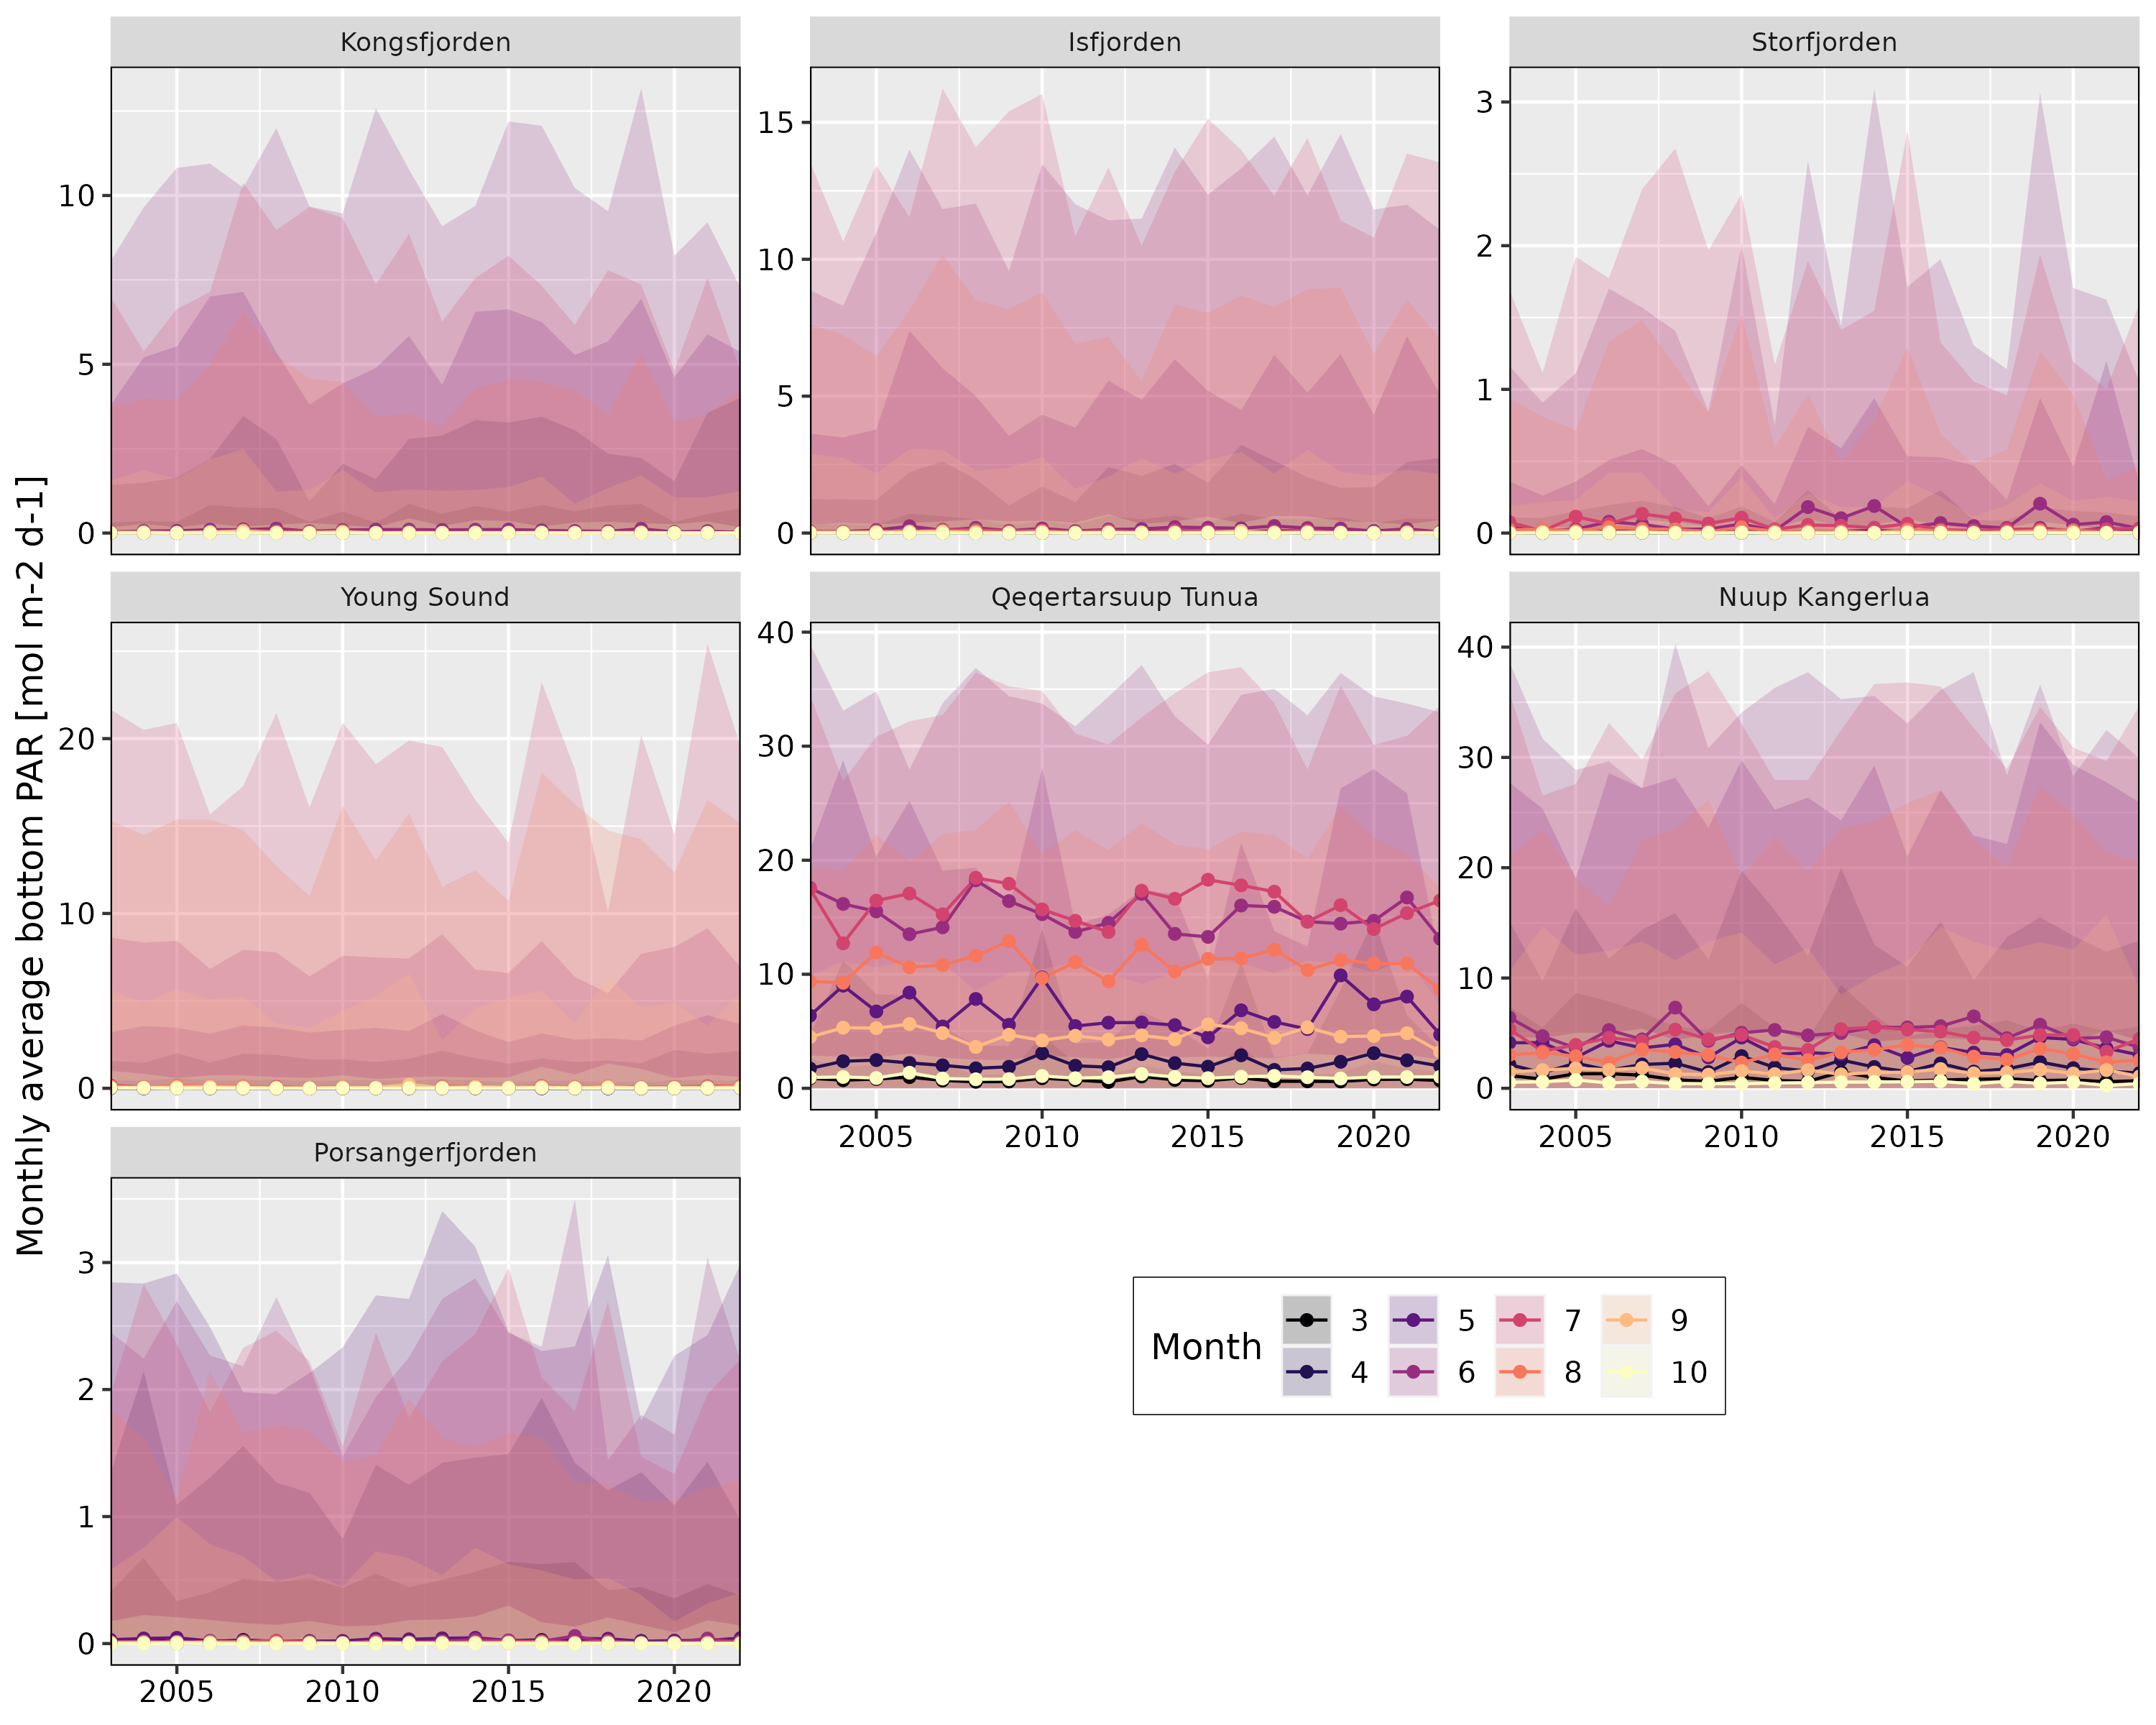 Kongsfjorden
Isfjorden
Storfjorden
10
5
0
15
10
5
0
3
2
1
0
Monthly average bottom PAR [mol m-2 d-1]
Young Sound
Qeqertarsuup Tunua
Nuup Kangerlua
20
10
0
40
30
20
10
0
40
30
20
10
0
2005 2010 2015 2020
2005 2010 2015 2020
Porsangerfjorden
3
2
1
0
2005 2010 2015 2020
Month
3 5 7 9
4 6 8 10